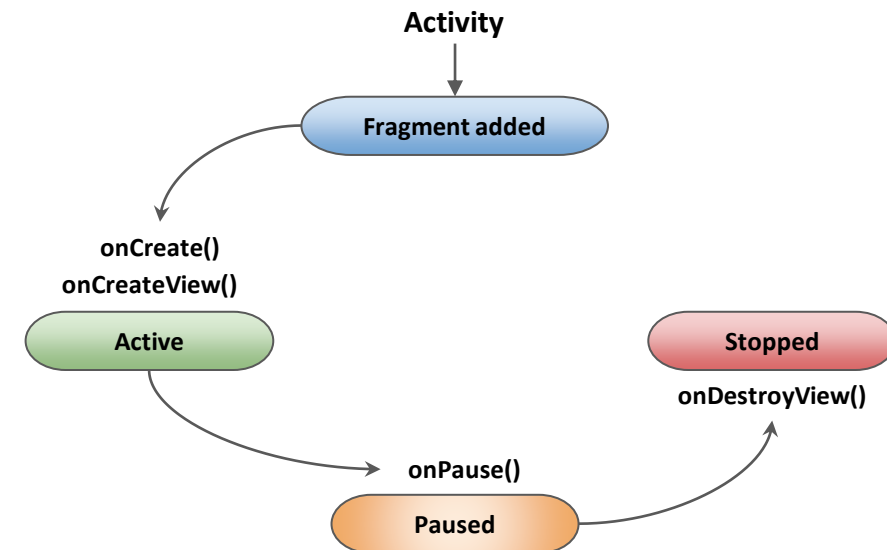 Activity
Fragment added
onCreate()
onCreateView()
Active
Stopped
onDestroyView()
onPause()
Paused